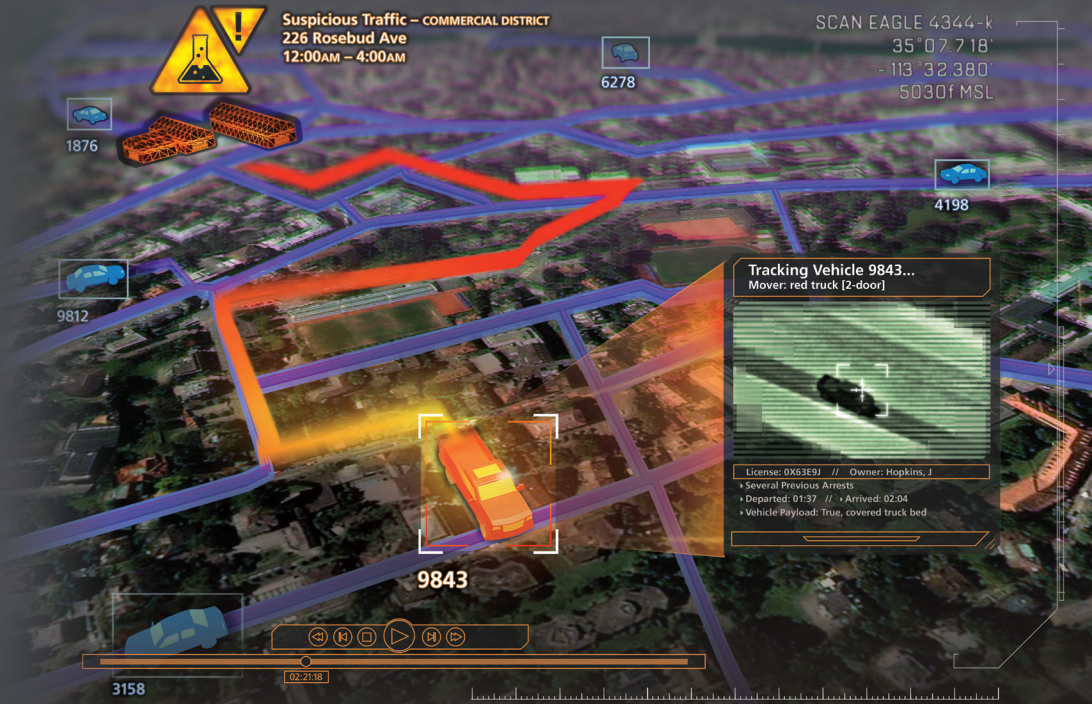 Suspicious Traffic – COMMERCIAL DISTRICT
226 Rosebud Ave
12:00AM – 4:00AM
SCAN EAGLE 4344-k
35°07.718'
-113°32.380'
5030f MSL
6278
1876
4198
9812
Tracking Vehicle 9843...
Mover: red truck [2-door]
License: 0X63E9J // Owner: Hopkins, J
Several Previous Arrests
Departed: 01:37 // Arrived: 02:04
Vehicle Payload: True, covered truck bed
9843
3158
02:21:18